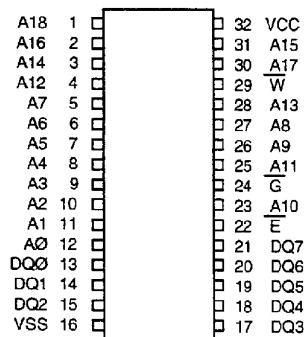 A18 1 32 VCC
A16 2 31 A15
A14 3 30 A17
A12 4 29 W̅
A7 5 28 A13
A6 6 27 A8
A5 7 26 A9
A4 8 25 A11
A3 9 24 G̅
A2 10 23 A10
A1 11 22 E̅
AØ 12 21 DQ7
DQØ 13 20 DQ6
DQ1 14 19 DQ5
DQ2 15 18 DQ4
VSS 16 17 DQ3